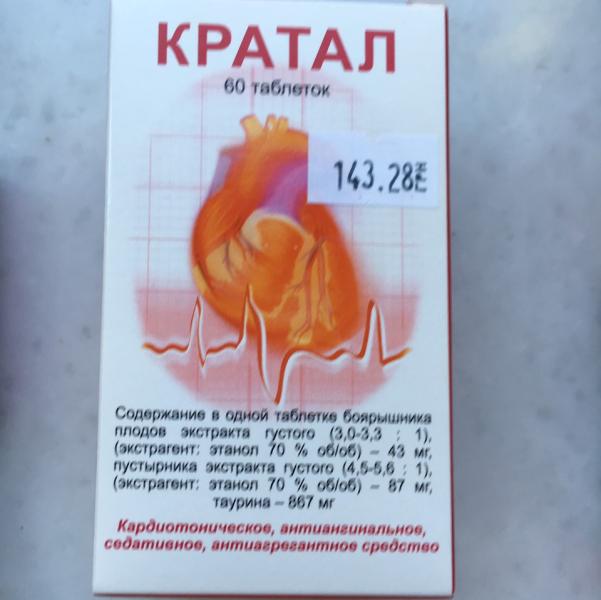 КРАТАЛ
60 таблеток
143.28
Содержание в одной таблетке боярышника
плодов экстракта густого (3,0-3,3 : 1),
(экстрагент: этанол 70 % об/об) – 43 мг,
пустырника экстракта густого (4,5-5,6 : 1),
(экстрагент: этанол 70 % об/об) – 87 мг,
таурина – 867 мг
Кардиотоническое, антиангинальное,
седативное, антиагрегантное средство